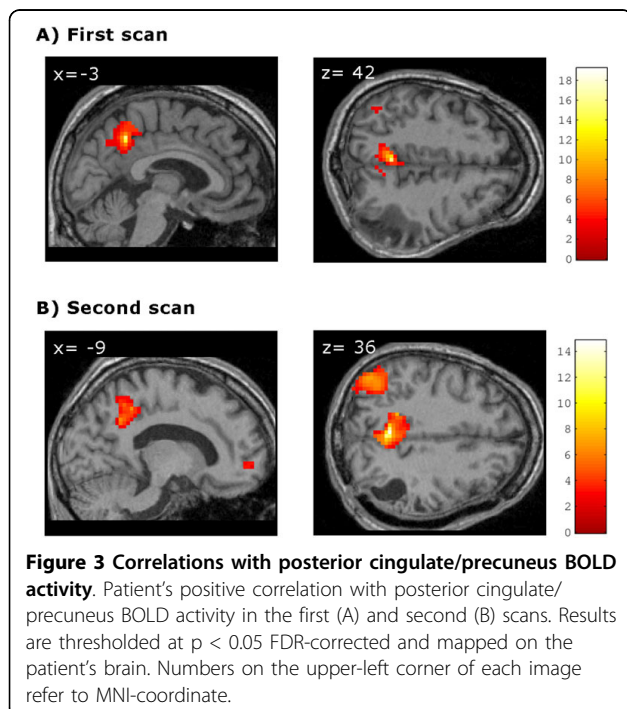 A) First scan
x=-3
z= 42
18
16
14
12
10
8
6
4
2
0
B) Second scan
x= -9
z= 36
14
12
10
8
6
4
2
0
Figure 3 Correlations with posterior cingulate/precuneus BOLD
activity. Patient's positive correlation with posterior cingulate/
precuneus BOLD activity in the first (A) and second (B) scans. Results
are thresholded at p < 0.05 FDR-corrected and mapped on the
patient's brain. Numbers on the upper-left corner of each image
refer to MNI-coordinate.